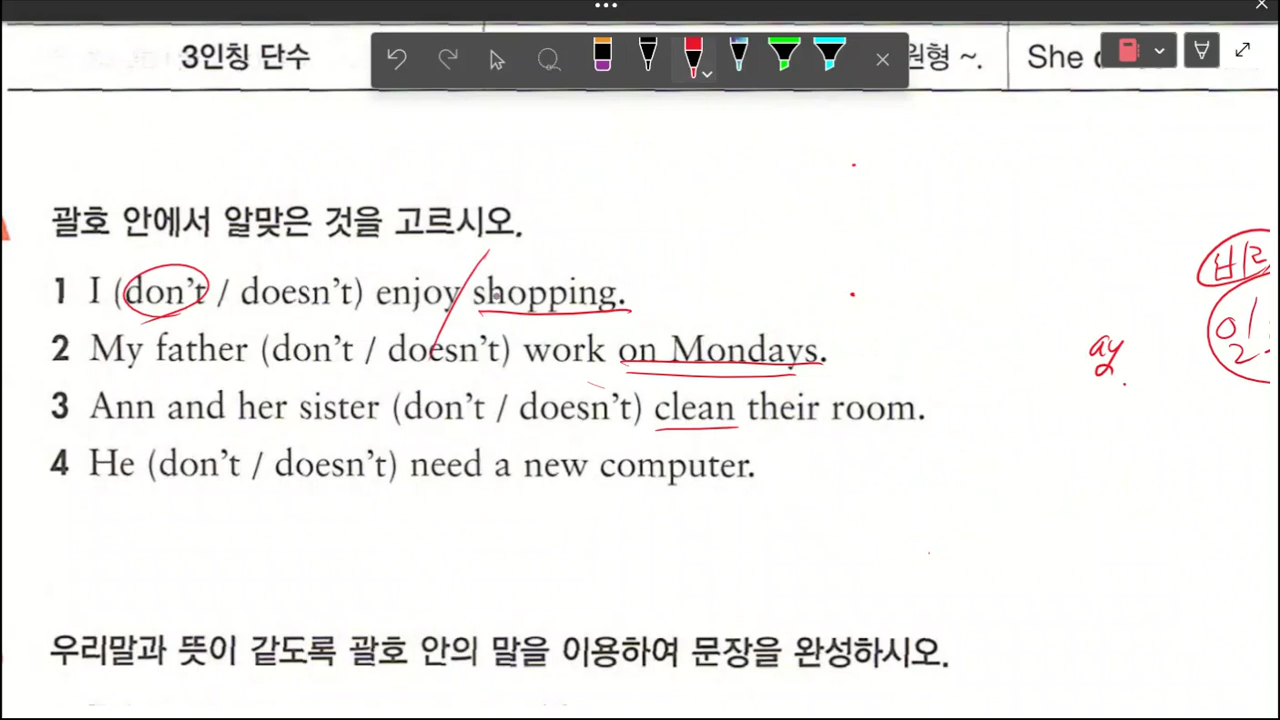 3인칭 단수 원형 ~. She
괄호 안에서 알맞은 것을 고르시오.
1 I (don't / doesn't) enjoy shopping.
2 My father (don't / doesn't) work on Mondays.
3 Ann and her sister (don't / doesn't) clean their room.
4 He (don't / doesn't) need a new computer.
ay
우리말과 뜻이 같도록 괄호 안의 말을 이용하여 문장을 완성하시오.